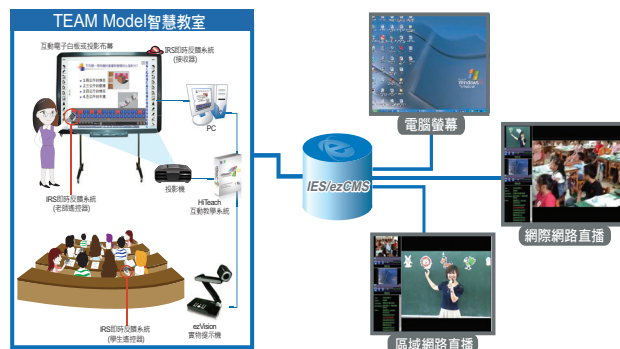 TEAM Model智慧教室
互動電子白板或投影布幕
IRS即時反饋系統
(接收器)
PC
投影機
IRS即時反饋系統
(老師遙控器)
HiTeach
互動教學系統
IRS即時反饋系統
(學生遙控器)
ezVision
實物提示機
IES/ezCMS
Windows
電腦螢幕
網際網路直播
區域網路直播